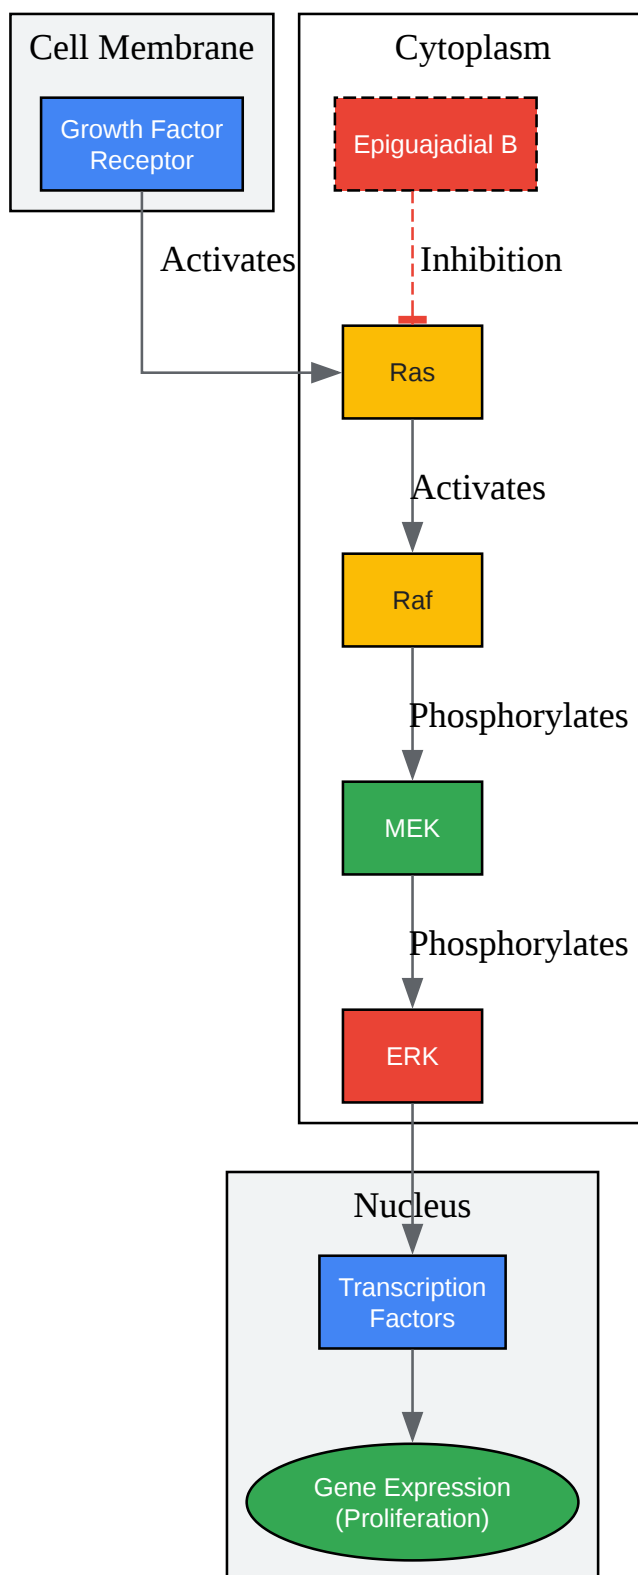 Cell Membrane
Cytoplasm
Growth Factor
Receptor
Epiguajadial B
Activates
Inhibition
Ras
Activates
Raf
Phosphorylates
MEK
Phosphorylates
ERK
Nucleus
Transcription
Factors
Gene Expression
(Proliferation)